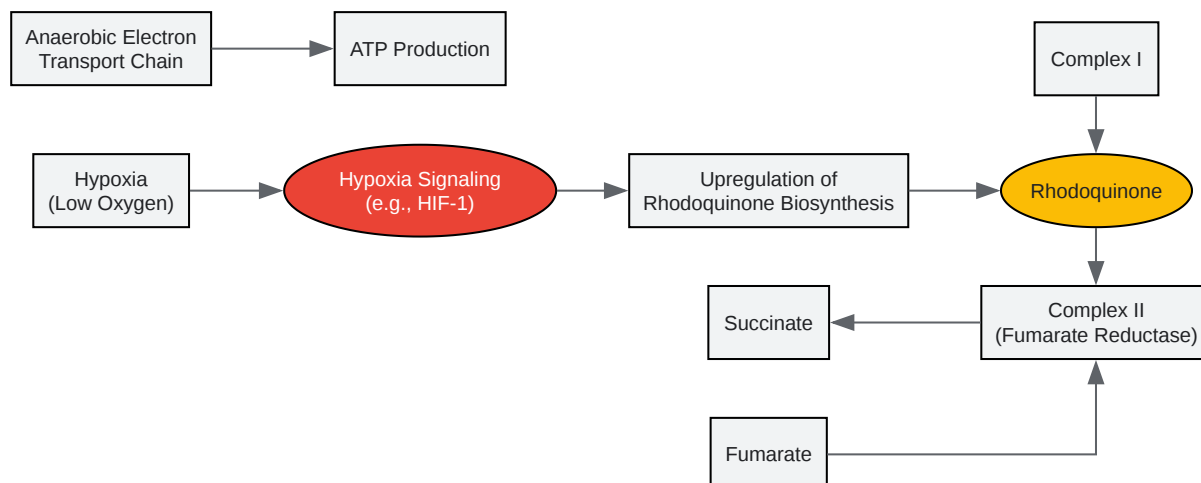 Anaerobic Electron
Transport Chain
ATP Production
Complex I
Hypoxia
(Low Oxygen)
Hypoxia Signaling
(e.g., HIF-1)
Upregulation of
Rhodoquinone Biosynthesis
Rhodoquinone
Succinate
Complex II
(Fumarate Reductase)
Fumarate